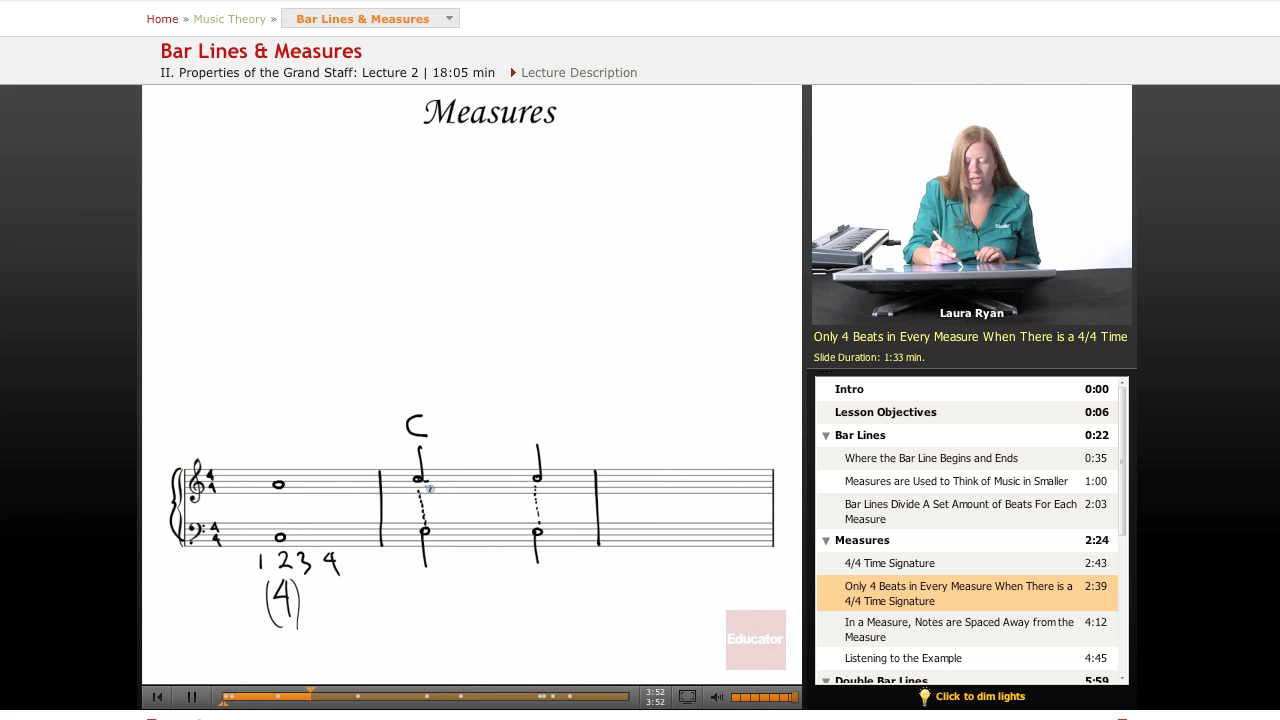 Home » Music Theory » Bar Lines & Measures
Bar Lines & Measures
II. Properties of the Grand Staff: Lecture 2 | 18:05 min Lecture Description
Measures
C
4
4
4
4
1 2 3 4
(4)
Educator
3:52
3:52
Laura Ryan
Only 4 Beats in Every Measure When There is a 4/4 Time
Slide Duration: 1:33 min.
Intro 0:00
Lesson Objectives 0:06
Bar Lines 0:22
Where the Bar Line Begins and Ends 0:35
Measures are Used to Think of Music in Smaller 1:00
Bar Lines Divide A Set Amount of Beats For Each 2:03
Measure
Measures 2:24
4/4 Time Signature 2:43
Only 4 Beats in Every Measure When There is a 2:39
4/4 Time Signature
In a Measure, Notes are Spaced Away from the 4:12
Measure
Listening to the Example 4:45
Double Bar Lines 5:59
Click to dim lights